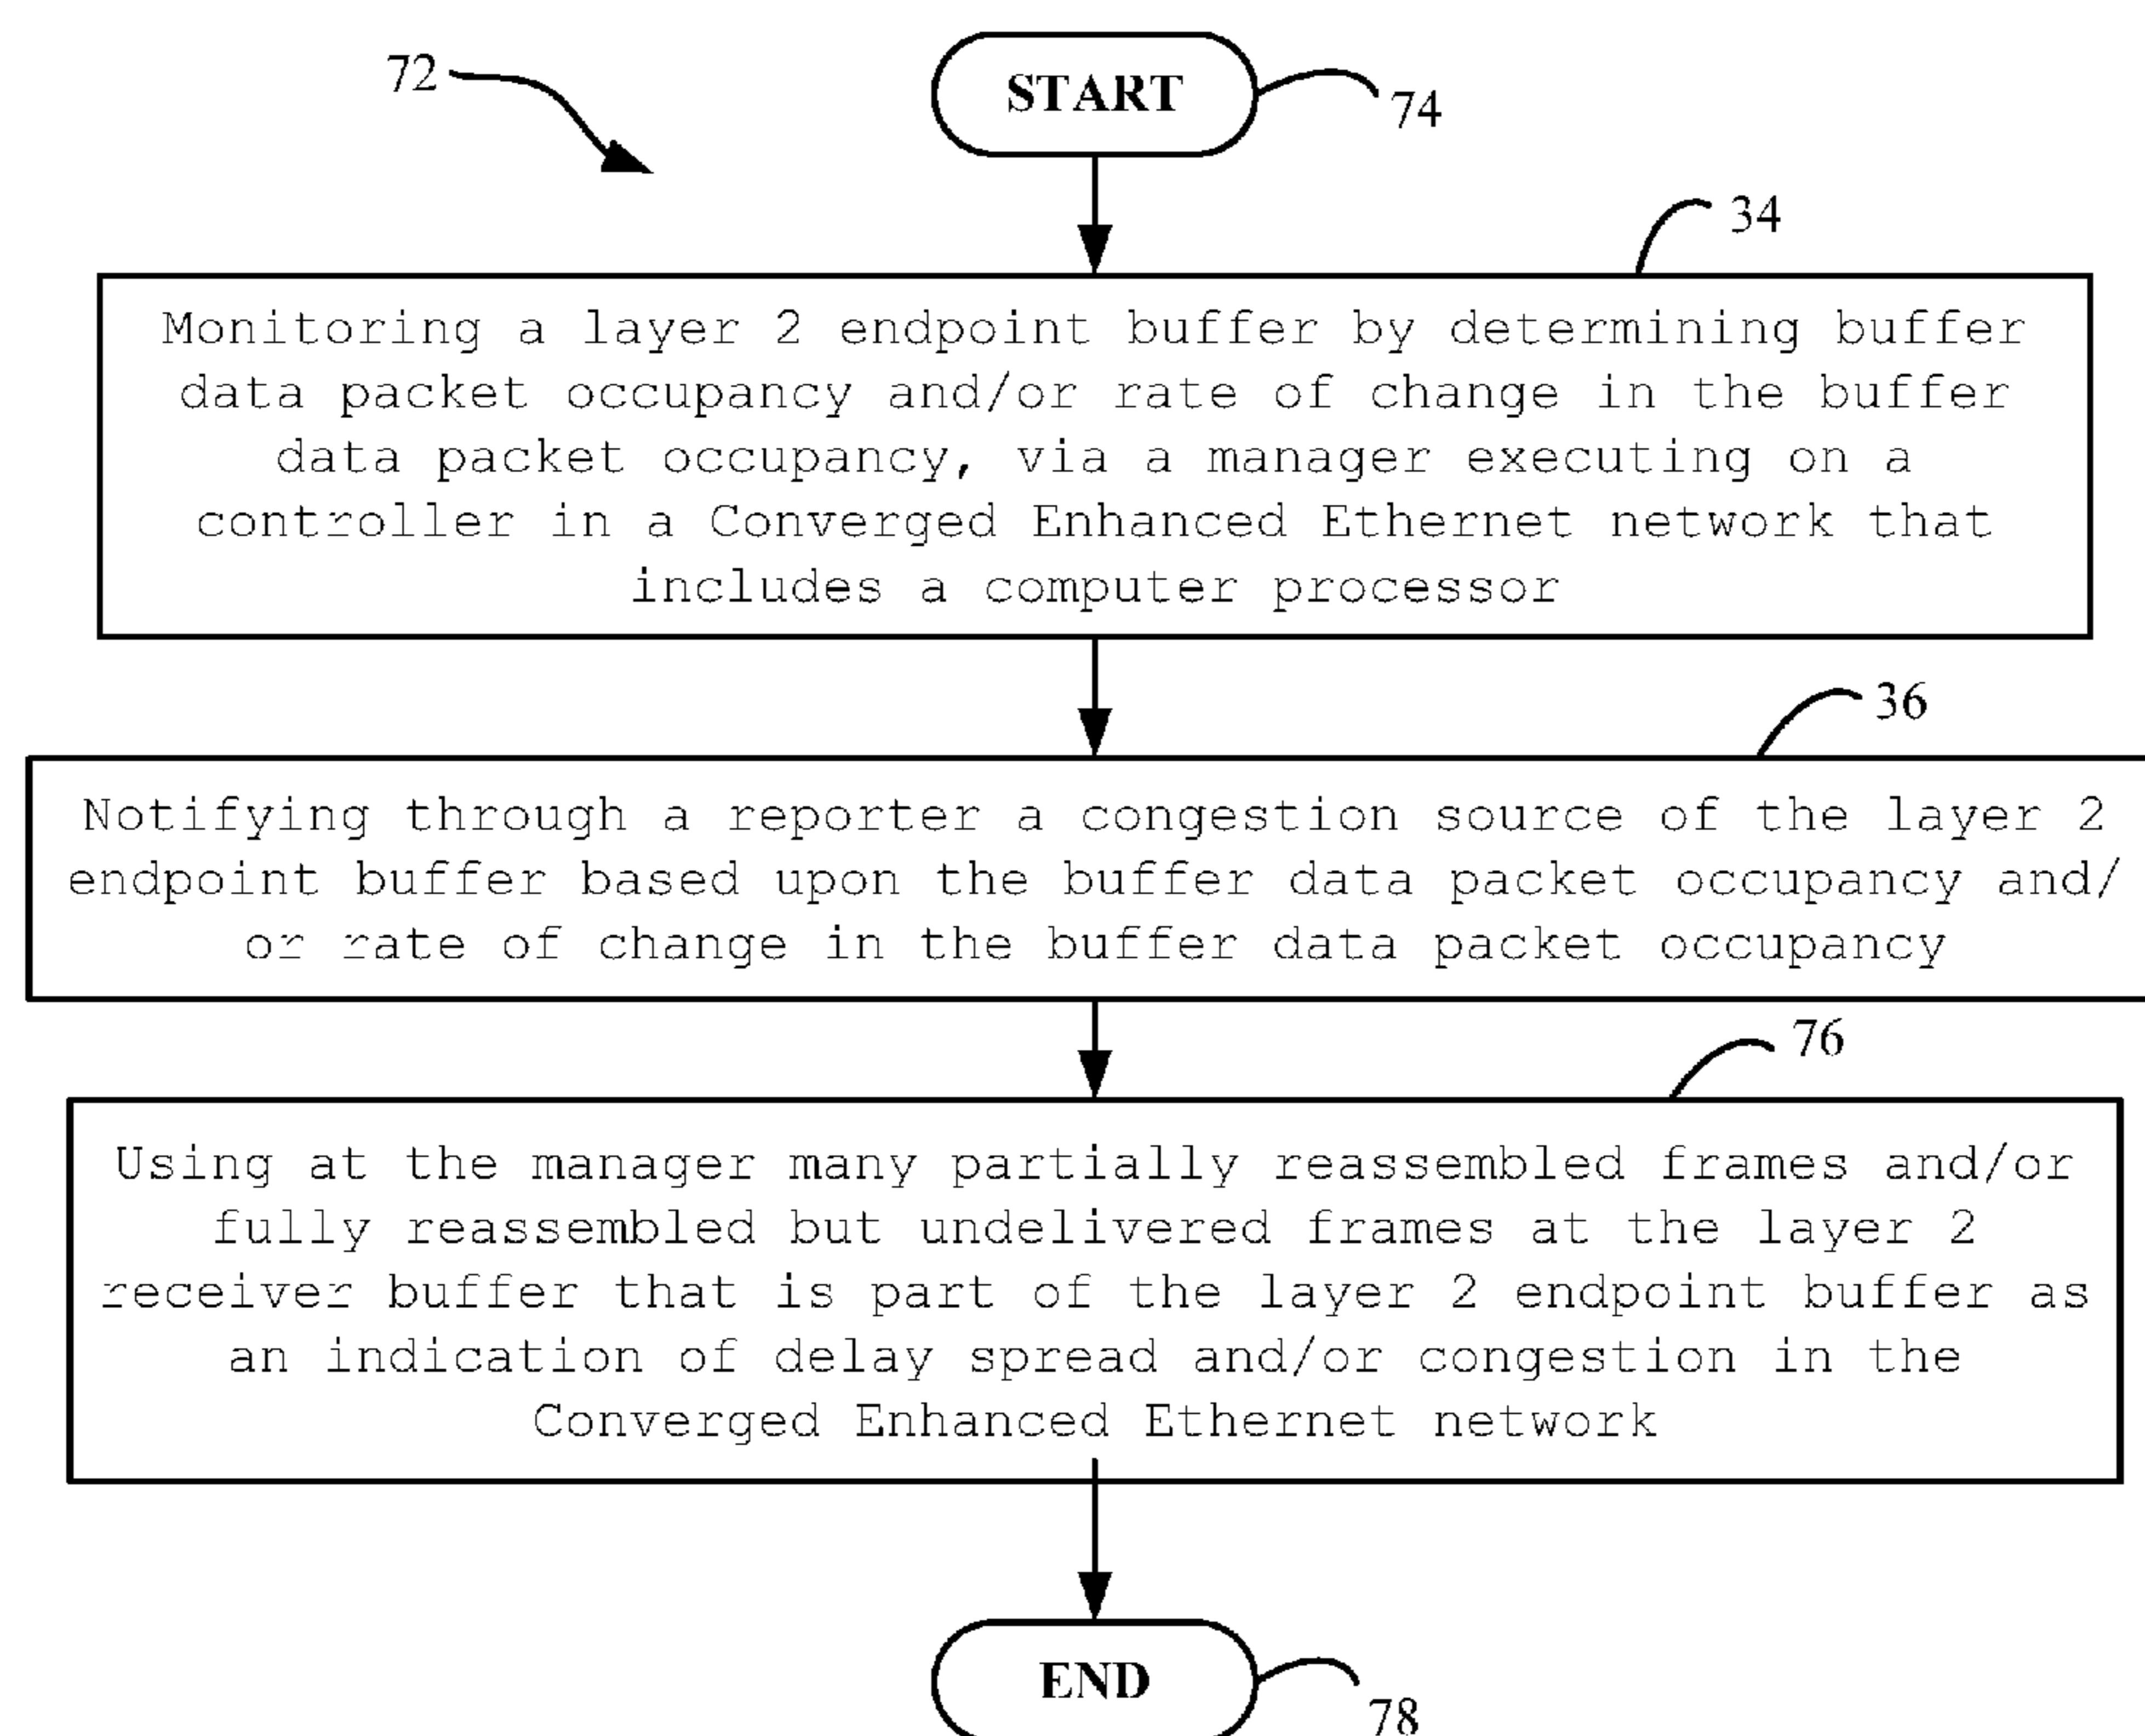 72
START
74
34
Monitoring a layer 2 endpoint buffer by determining buffer
data packet occupancy and/or rate of change in the buffer
data packet occupancy, via a manager executing on a
controller in a Converged Enhanced Ethernet network that
includes a computer processor
36
Notifying through a reporter a congestion source of the layer 2
endpoint buffer based upon the buffer data packet occupancy and/
or rate of change in the buffer data packet occupancy
76
Using at the manager many partially reassembled frames and/or
fully reassembled but undelivered frames at the layer 2
receiver buffer that is part of the layer 2 endpoint buffer as
an indication of delay spread and/or congestion in the
Converged Enhanced Ethernet network
END
78